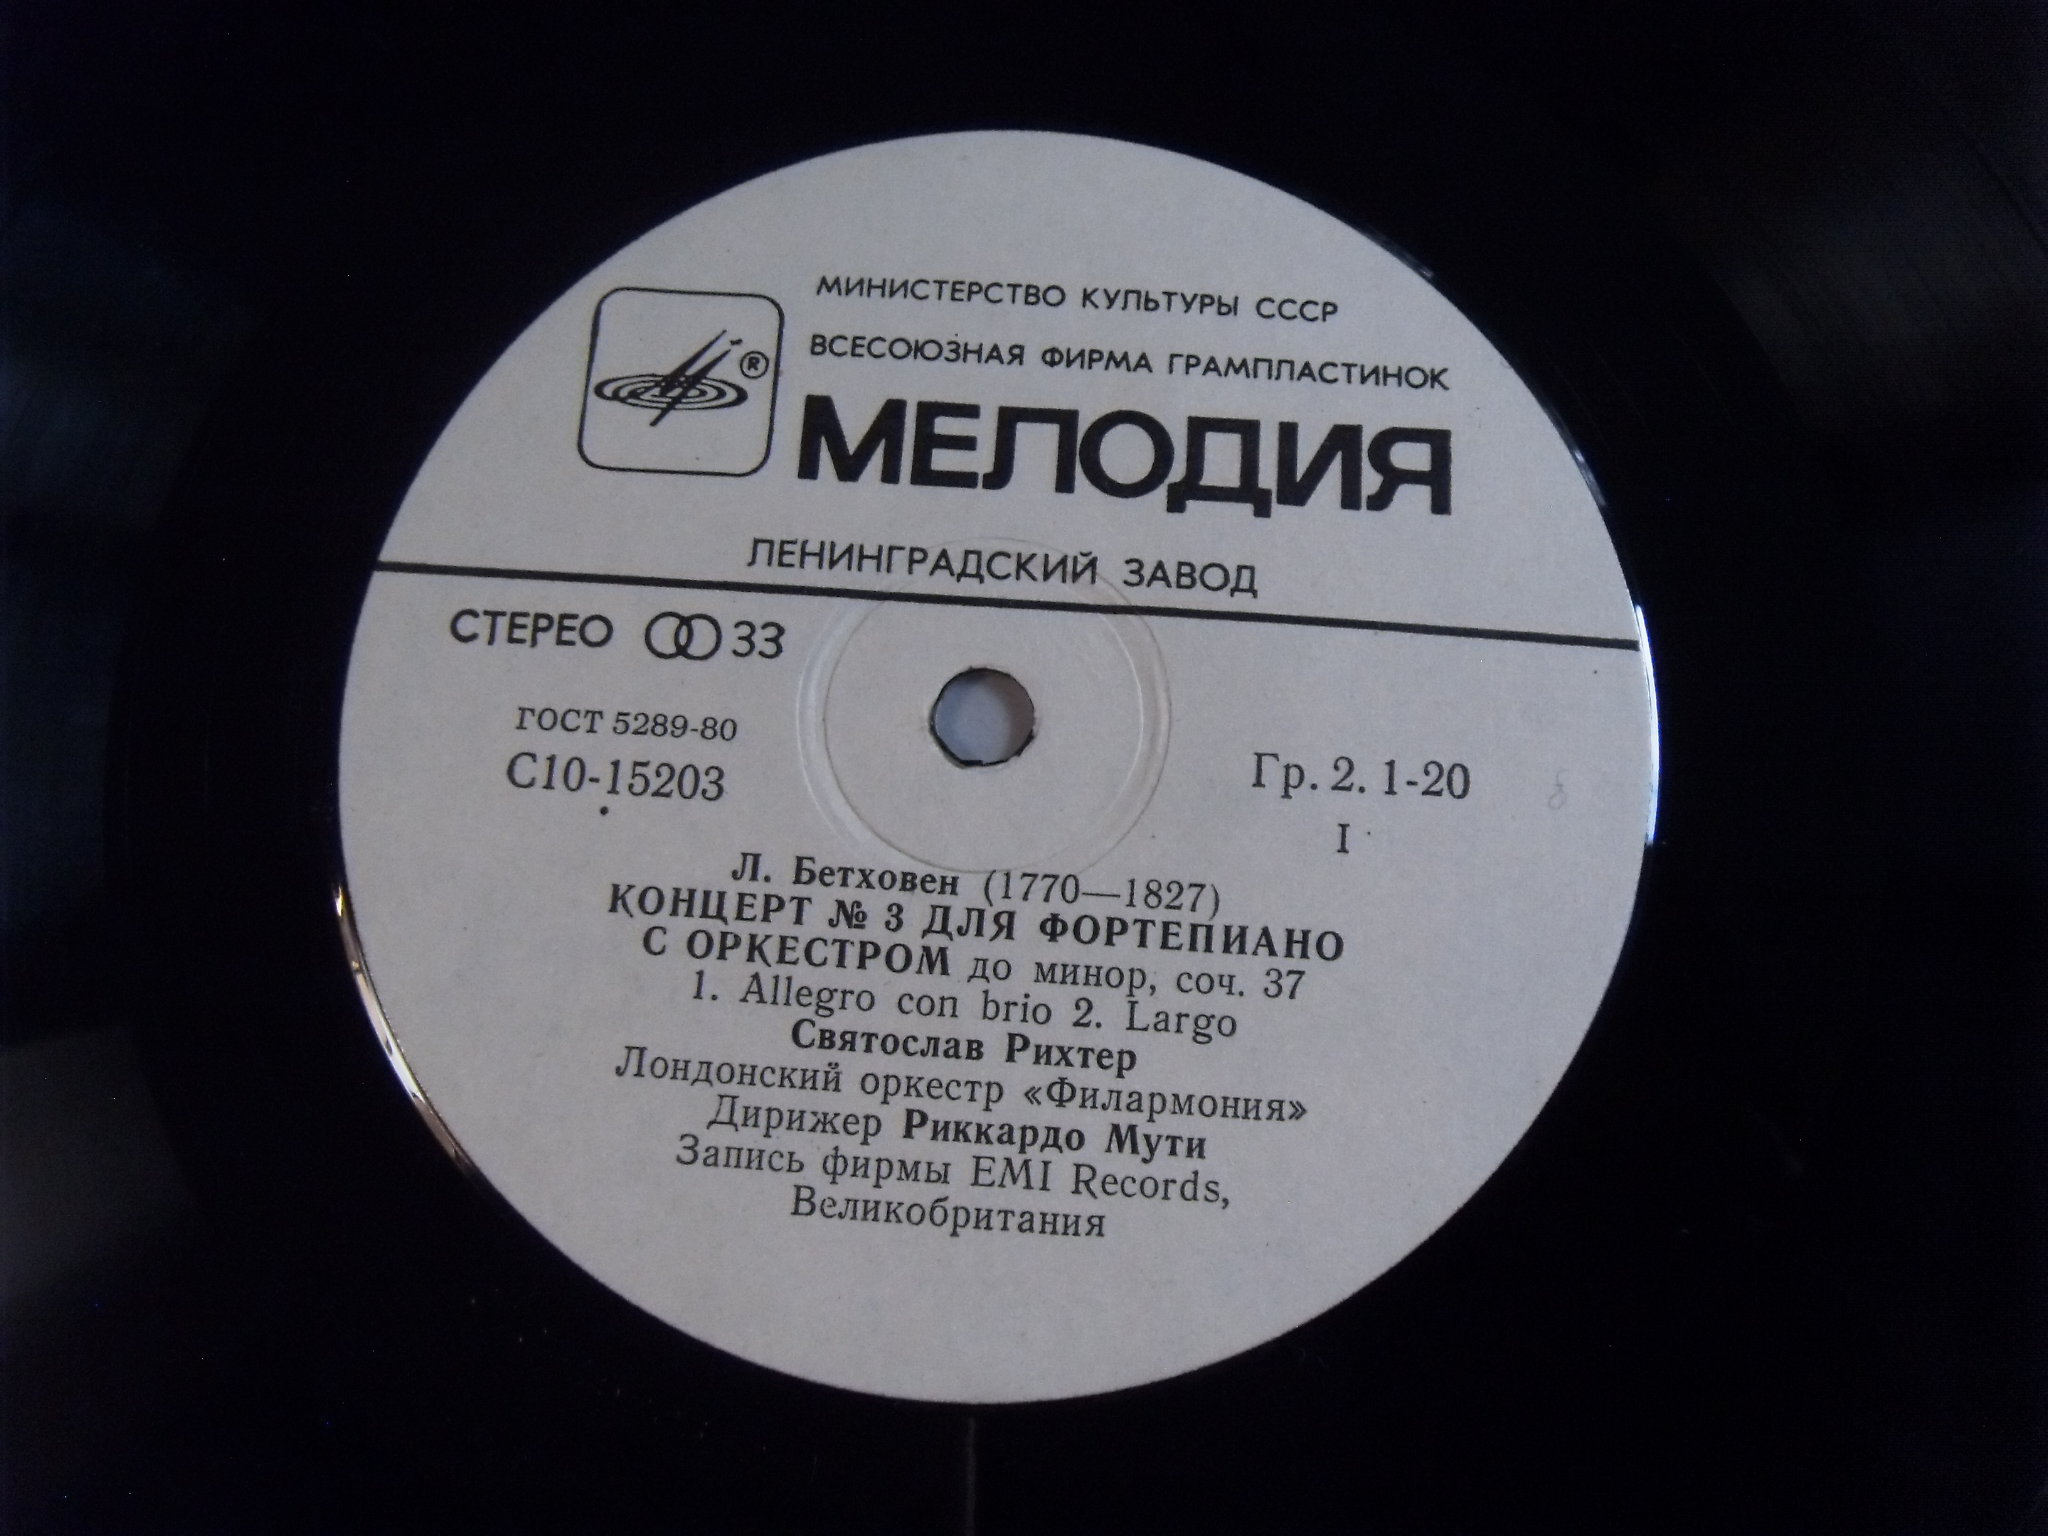 МИНИСТЕРСТВО КУЛЬТУРЫ СССР
ВСЕСОЮЗНАЯ ФИРМА ГРАМПЛАСТИНОК
®
МЕЛОДИЯ
ЛЕНИНГРАДСКИЙ ЗАВОД
СТЕРЕО 33
ГОСТ 5289-80
С10-15203
Гр. 2. 1-20
I
Л. Бетховен (1770—1827)
КОНЦЕРТ № 3 ДЛЯ ФОРТЕПИАНО
С ОРКЕСТРОМ до минор, соч. 37
1. Allegro con brio 2. Largo
Святослав Рихтер
Лондонский оркестр «Филармония»
Дирижер Риккардо Мути
Запись фирмы EMI Records,
Великобритания